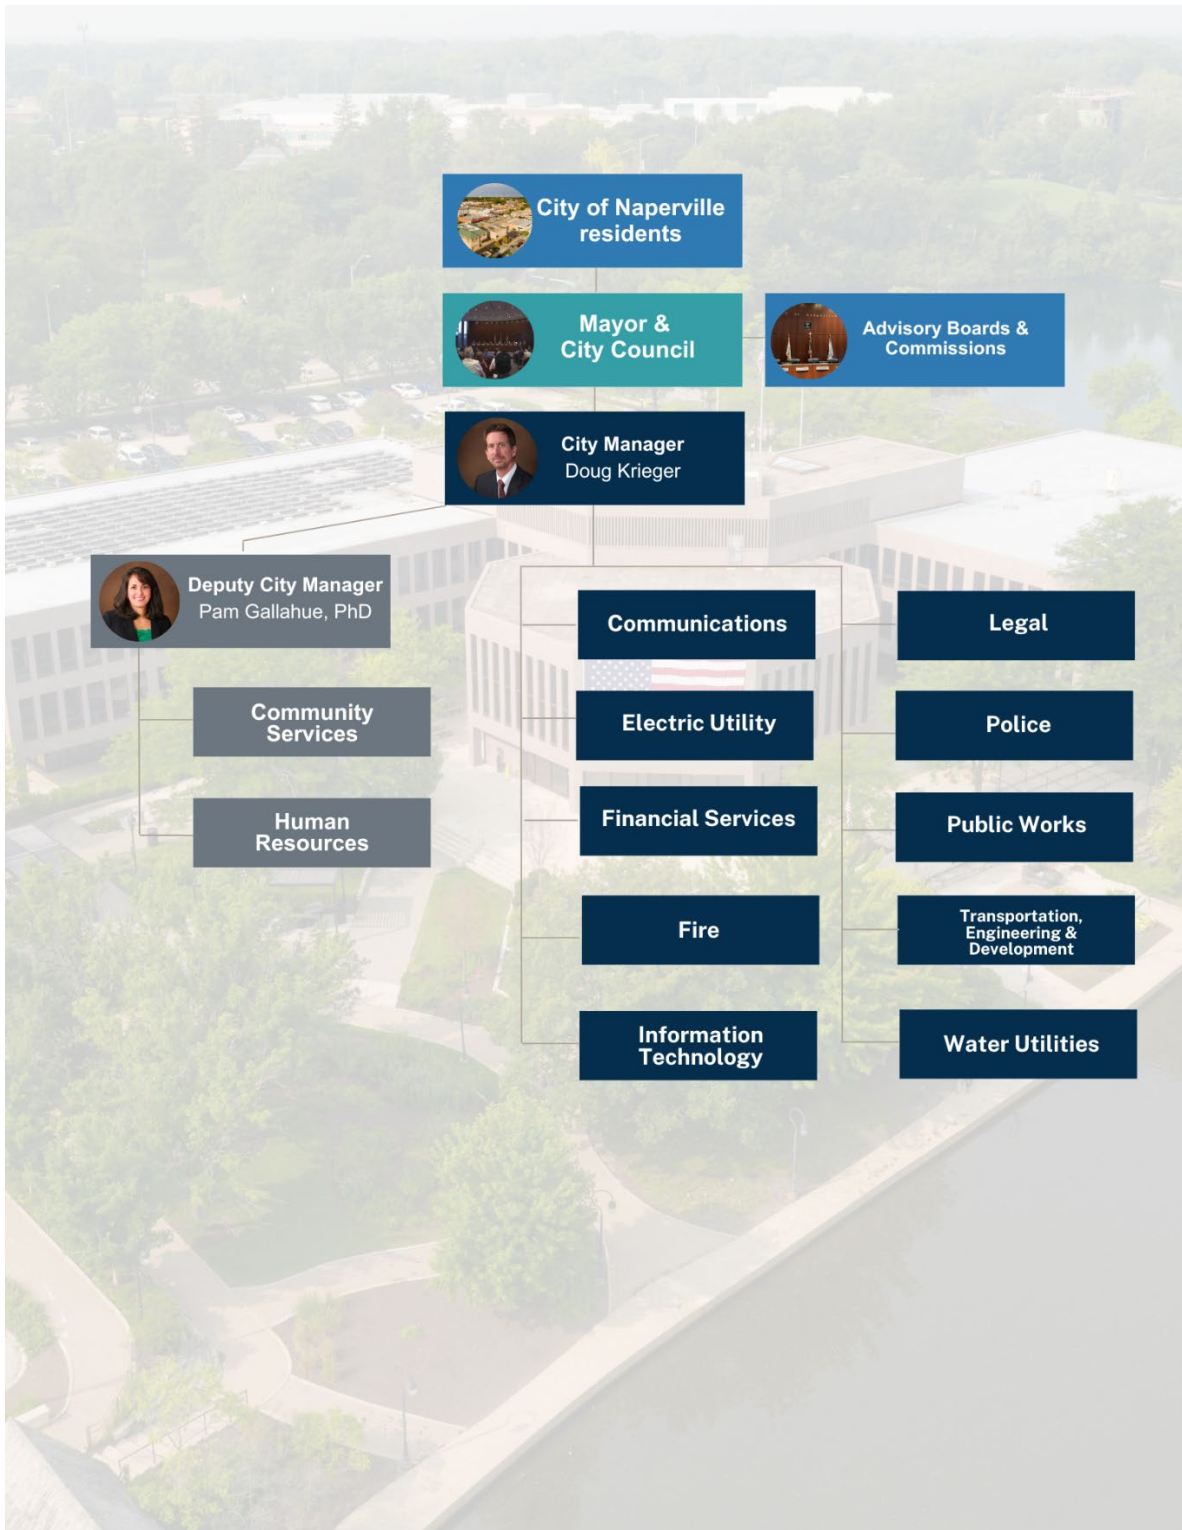 City of Naperville
residents
Mayor &
City Council
Advisory Boards &
Commissions
City Manager
Doug Krieger
Deputy City Manager
Pam Gallahue, PhD
Community
Services
Human
Resources
Communications
Electric Utility
Financial Services
Fire
Information
Technology
Legal
Police
Public Works
Transportation,
Engineering &
Development
Water Utilities